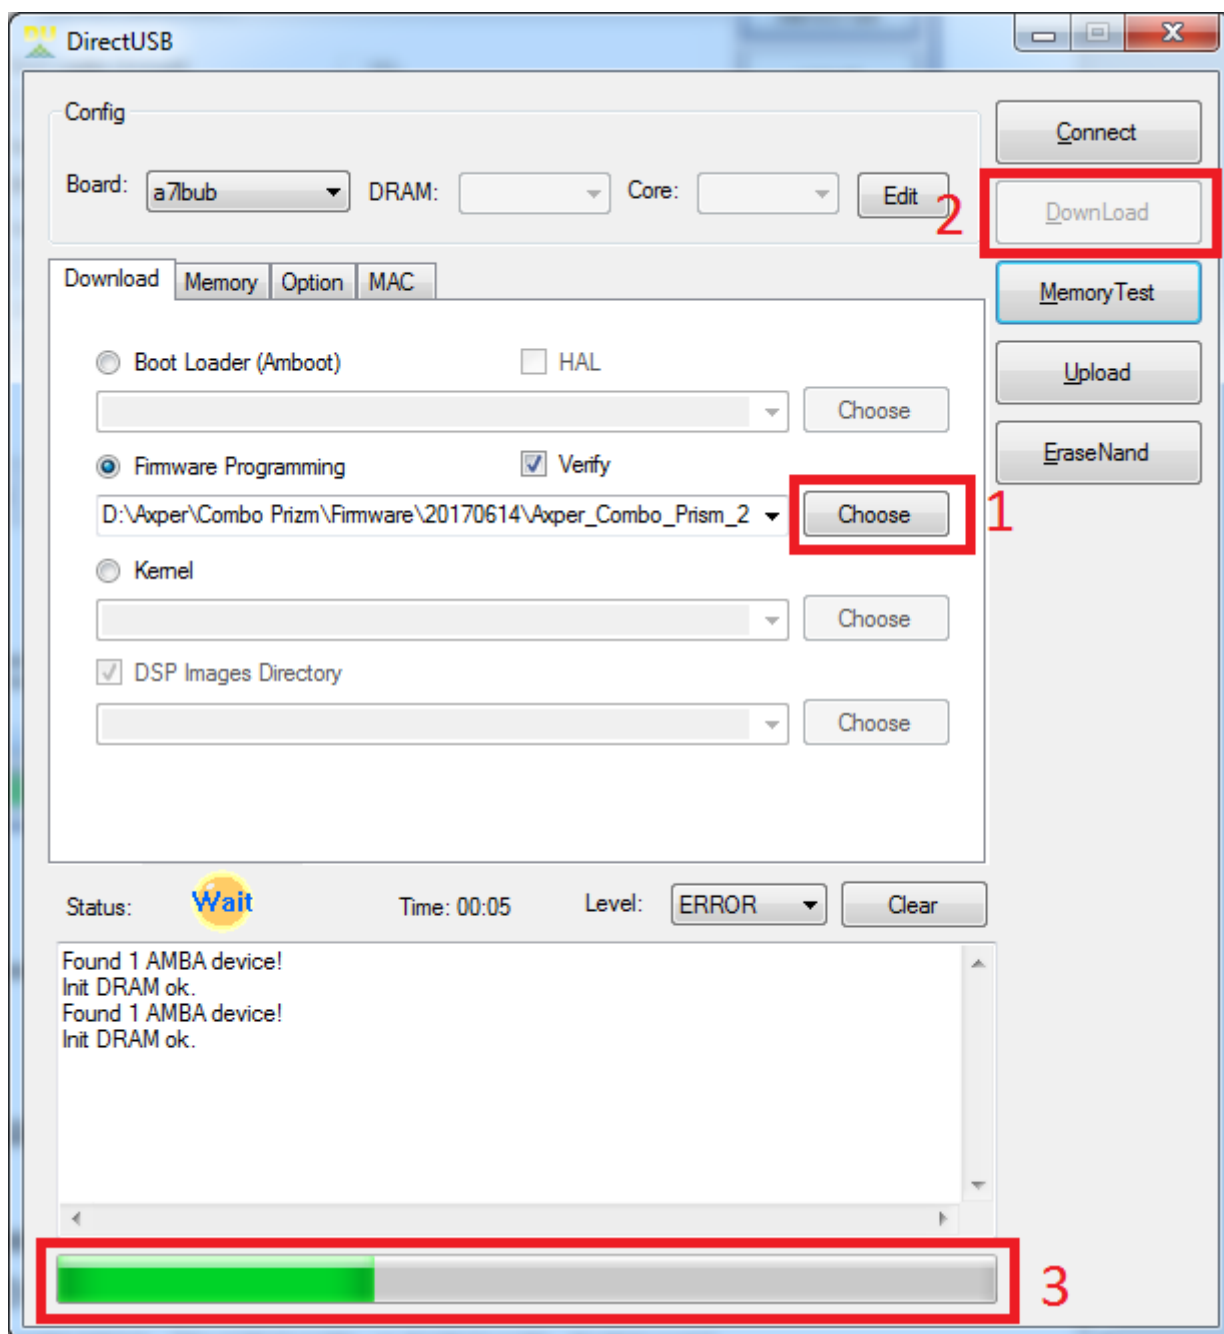 DirectUSB
Config
Connect
Board: a7lbub DRAM: Core: Edit
2
DownLoad
Download Memory Option MAC
MemoryTest
Boot Loader (Amboot) HAL
Upload
Choose
Firmware Programming Verify
EraseNand
D:\Axper\Combo Prizm\Firmware\20170614\Axper_Combo_Prism_2 Choose
1
Kernel
Choose
DSP Images Directory
Choose
Status: Wait Time: 00:05 Level: ERROR Clear
Found 1 AMBA device!
Init DRAM ok.
Found 1 AMBA device!
Init DRAM ok.
3